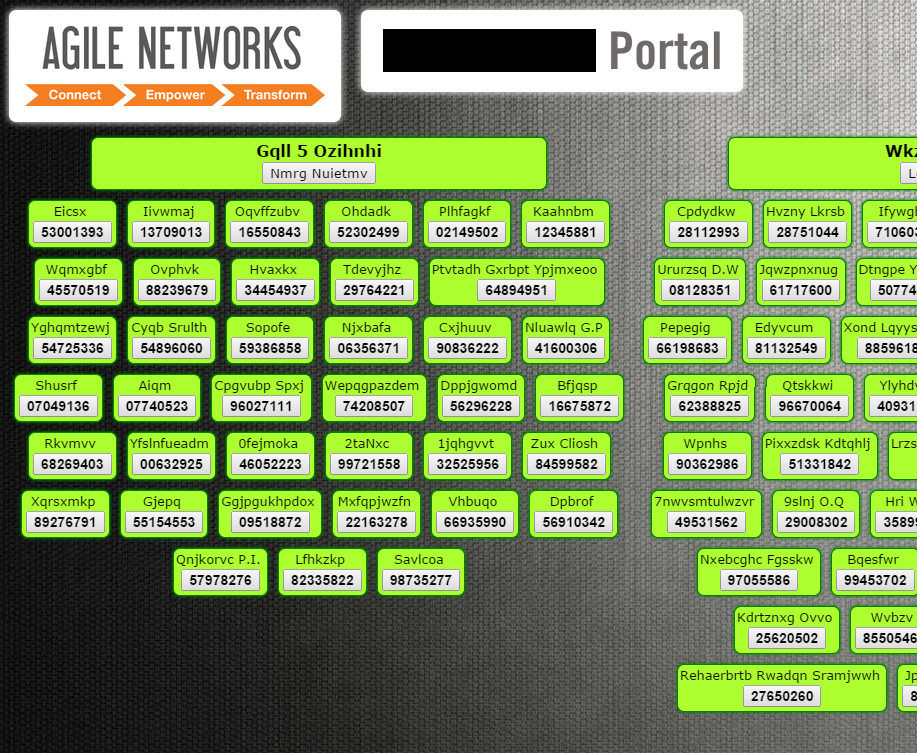 AGILE NETWORKS
Connect Empower Transform
Portal
Gqll 5 Ozihnhi
Nmrg Nuietmv
Eicsx Iivwmaj Oqvffzubv Ohdadk Plhfagkf Kaahnbm
53001393 13709013 16550843 52302499 02149502 12345881
Wqmxgbf Ovphvk Hvaxkx Tdevyjhz Ptvtadh Gxrbpt Ypjmxeoo
45570519 88239679 34454937 29764221 64894951
Yghqmtzewj Cyqb Srulth Sopofe Njxbafa Cxjhuuv Nluawlq G.P
54725336 54896060 59386858 06356371 90836222 41600306
Shusrf Aiqm Cpgvubp Spxj Wepqgpazdem Dppjgwomd Bfjqsp
07049136 07740523 96027111 74208507 56296228 16675872
Rkvmvv Yfslnfueadm 0fejmoka 2taNxc 1jqhgvvt Zux Cliosh
68269403 00632925 46052223 99721558 32525956 84599582
Xqrsxmkp Gjepq Ggjpgukhpdox Mxfqpjwzfn Vhbuqo Dpbrof
89276791 55154553 09518872 22163278 66935990 56910342
Qnjkorvc P.I. Lfhkzkp Savlcoa
57978276 82335822 98735277
Cpdydkw Hvzny Lkrsb
28112993 28751044
Ururzsq D.W Jqwzpnxnug
08128351 61717600
Pepegig Edyvcum Xond
66198683 81132549
Grqgon Rpjd Qtskkwi
62388825 96670064
Wpnhs Pixxzdsk Kdtqhlj
90362986 51331842
7nwvsmtulwzvr 9slnj O.Q Hri
49531562 29008302
Nxebcghc Fgsskw Bqesfwr
97055586 99453702
Kdrtznxg Ovvo Wvbzv
25620502
Rehaerbrtb Rwadqn Sramjwwh
27650260